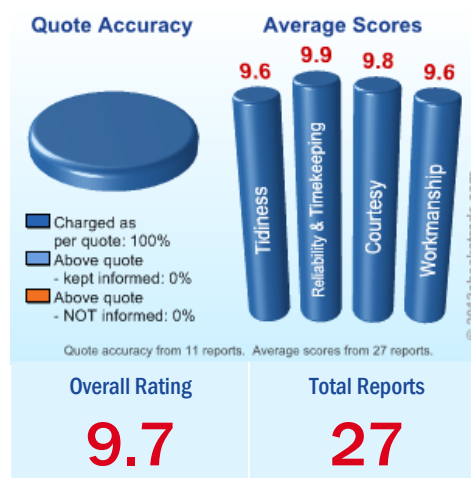 Quote Accuracy
Average Scores
9.6
9.9
9.8
9.6
Tidiness
Reliability & Timekeeping
Courtesy
Workmanship
Charged as
per quote: 100%
Above quote
- kept informed: 0%
Above quote
- NOT informed: 0%
Quote accuracy from 11 reports. Average scores from 27 reports.
Overall Rating
Total Reports
9.7
27